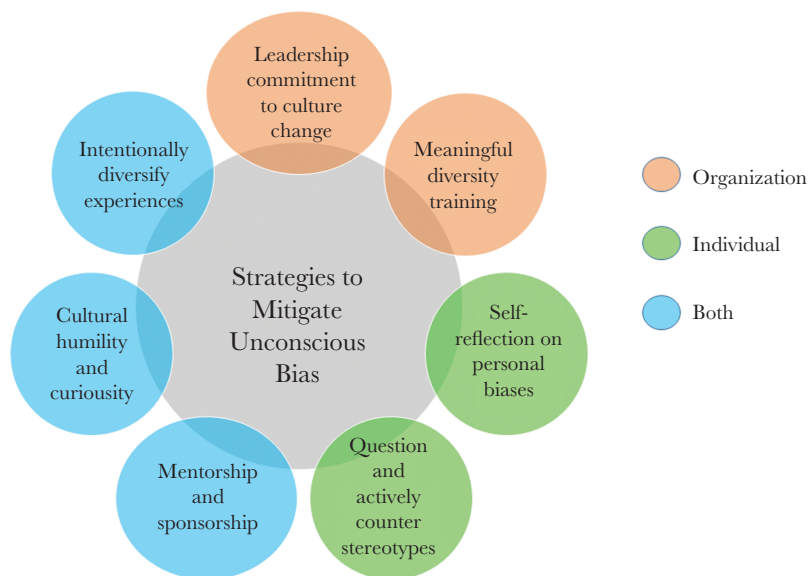 Leadership
commitment
to culture
change
Meaningful
diversity
training
Self-
reflection on
personal
biases
Question
and
actively
counter
stereotypes
Mentorship
and
sponsorship
Cultural
humility
and
curiousity
Intentionally
diversify
experiences
Strategies to
Mitigate
Unconscious
Bias
Organization
Individual
Both